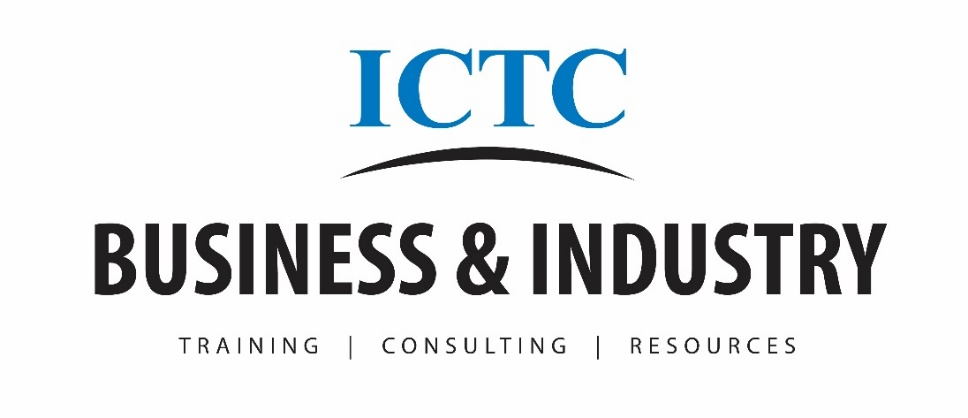 ICTC
BUSINESS & INDUSTRY
TRAINING | CONSULTING | RESOURCES